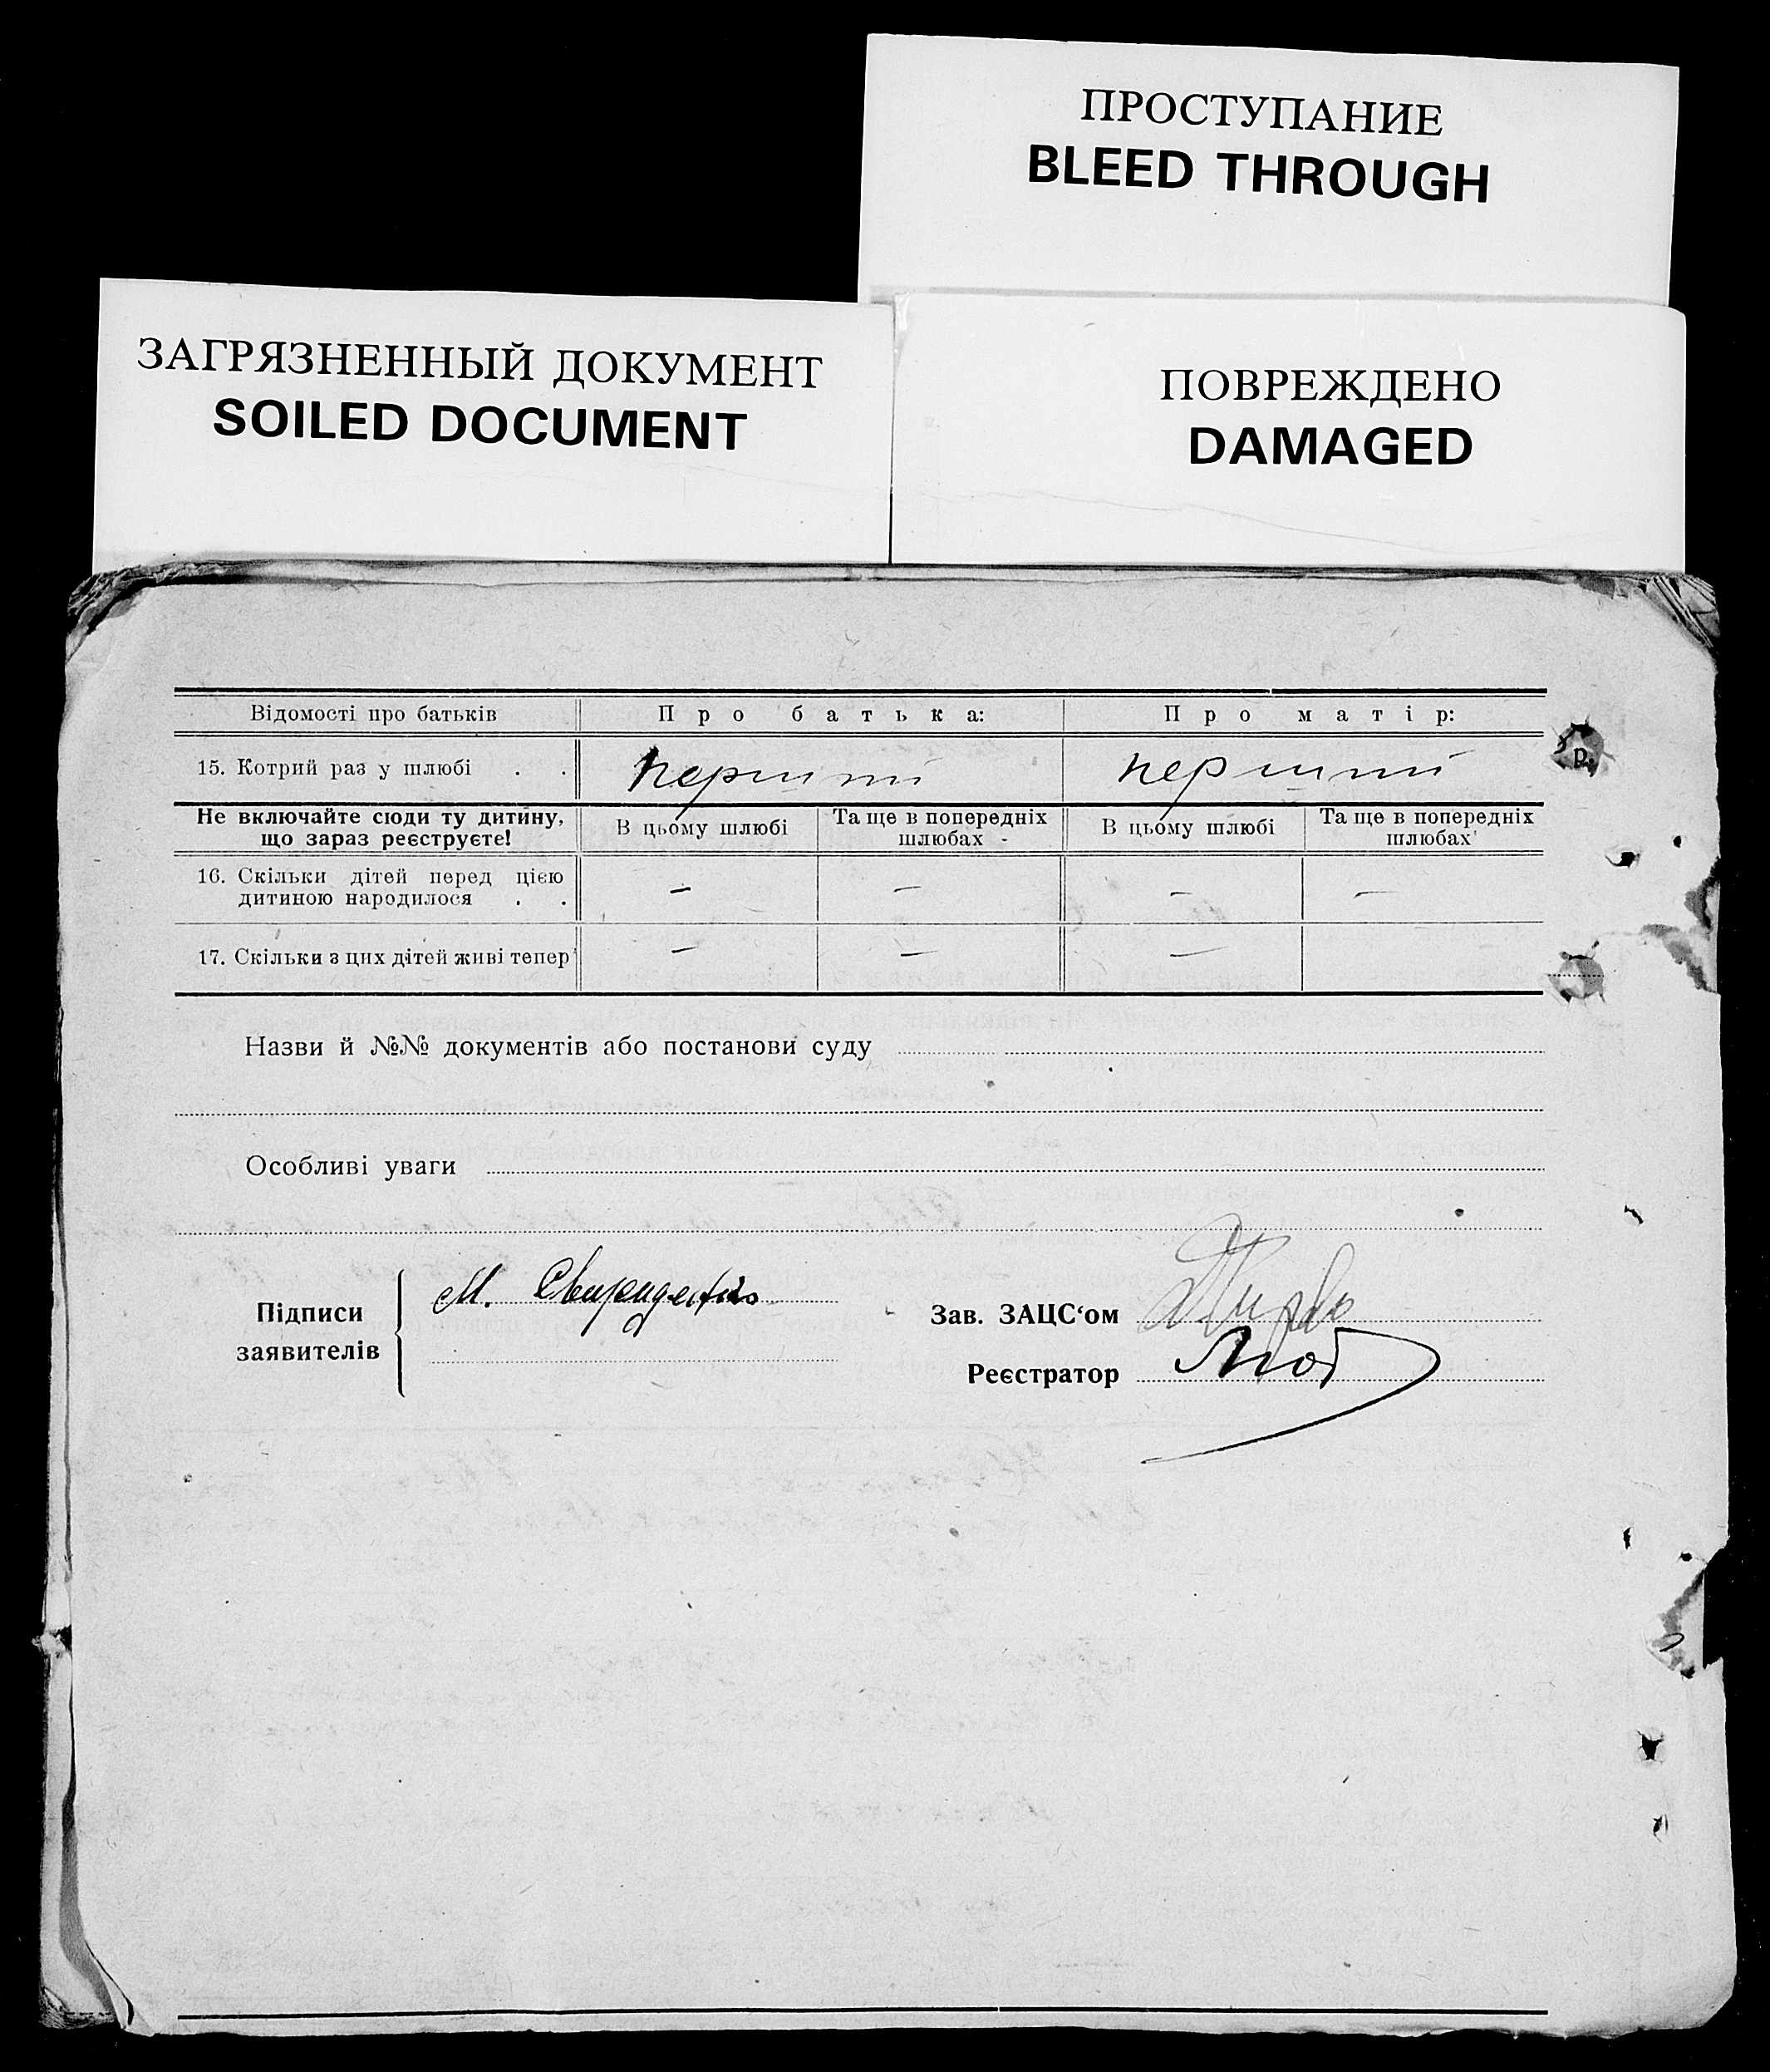 ПРОСТУПАНИЕ
BLEED THROUGH
ЗАГРЯЗНЕННЫЙ ДОКУМЕНТ
SOILED DOCUMENT
ПОВРЕЖДЕНО
DAMAGED
Відомості про батьків Про батька: Про матір:
р.
15. Котрий раз у шлюбі . . перший перший
Не включайте сюди ту дитину,
що зараз реєструєте!
В цьому шлюбі
Та ще в попередніх
шлюбах -
В цьому шлюбі
Та ще в попередніх
шлюбах
16. Скільки дітей перед цією
дитиною народилося . . — — — —
17. Скільки з цих дітей живі тепер — — —
Назви й №№ документів або постанови суду
Особливі уваги
Підписи
заявителів
М.
Зав. ЗАЦС‘ом
Реєстратор